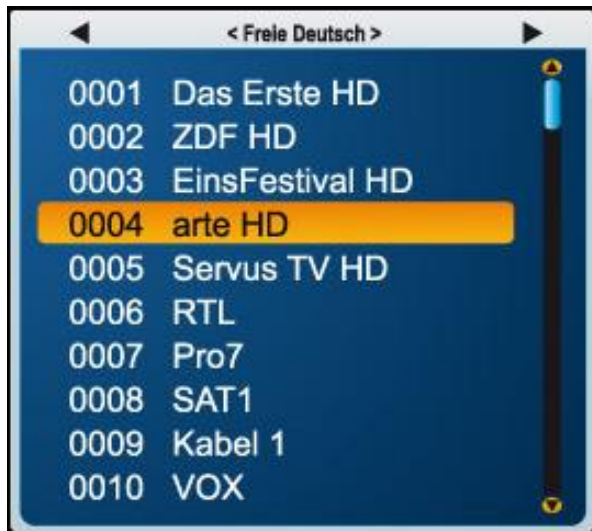 < Freie Deutsch >
0001 Das Erste HD
0002 ZDF HD
0003 EinsFestival HD
0004 arte HD
0005 Servus TV HD
0006 RTL
0007 Pro7
0008 SAT1
0009 Kabel 1
0010 VOX